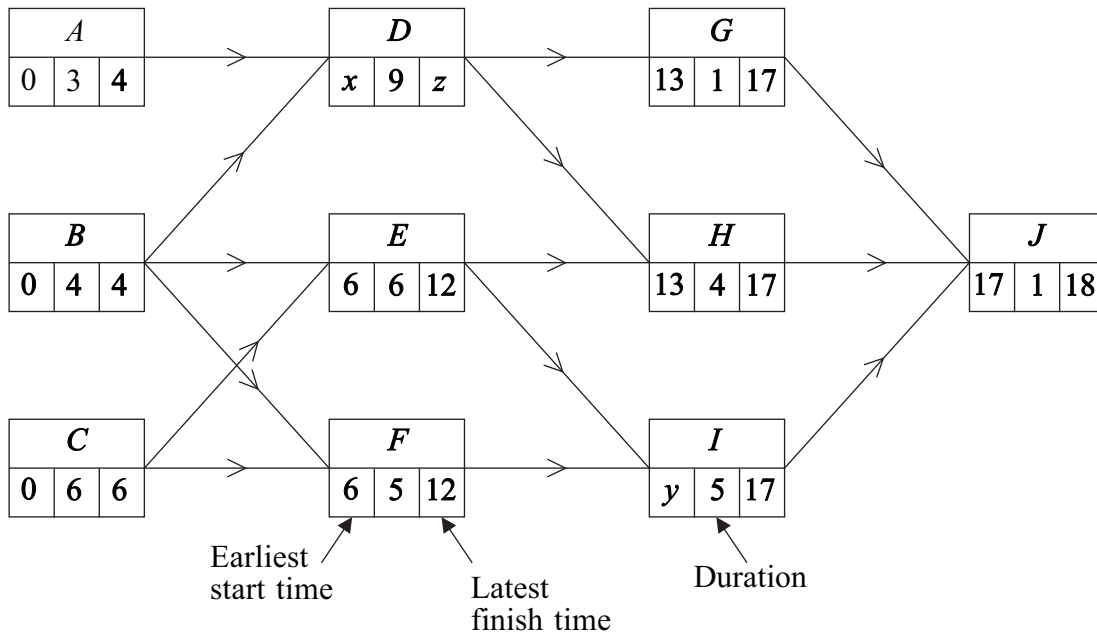 A D G
0 3 4 x 9 z 13 1 17
B E H J
0 4 4 6 6 12 13 4 17 17 1 18
C F I
0 6 6 6 5 12 y 5 17
Earliest
start time
Latest
finish time
Duration